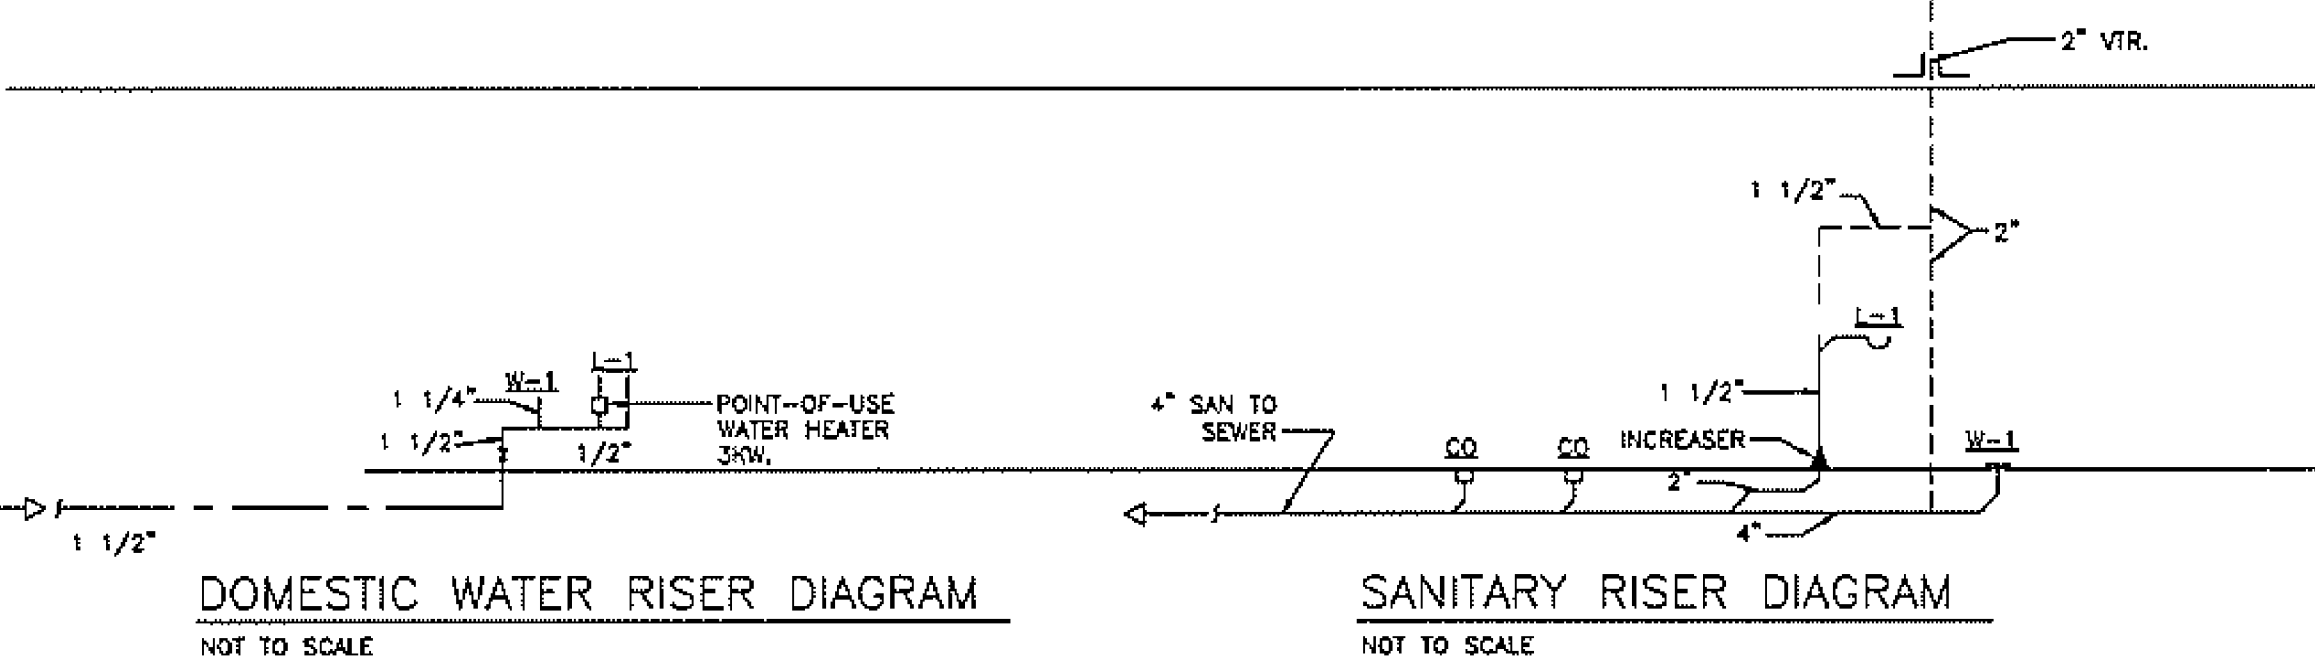 2" VTR.
1 1/2"
2"
L-1
1 1/2"
INCREASER
W-1
2"
4"
4" SAN TO
SEWER
CO
CO
L-1
W-1
1 1/4"
1 1/2"
1/2"
POINT-OF-USE
WATER HEATER
3KW.
1 1/2"
DOMESTIC WATER RISER DIAGRAM
NOT TO SCALE
SANITARY RISER DIAGRAM
NOT TO SCALE